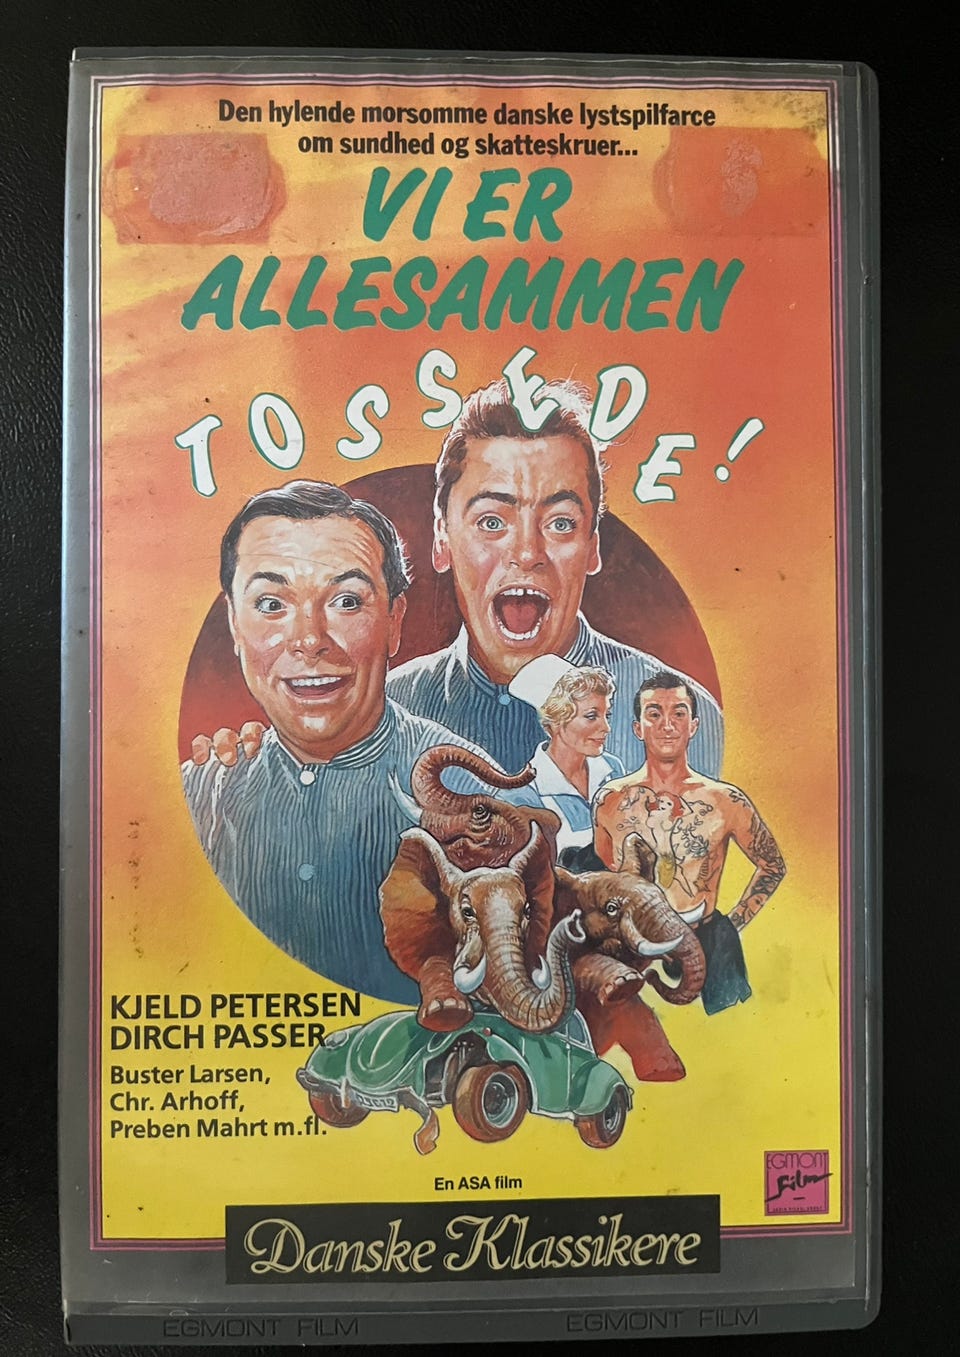 Den hylende morsomme danske lystspilfarce
om sundhed og skatteskruer...
VI ER
ALLESAMMEN
TOSSEDE!
KJELD PETERSEN
DIRCH PASSER
Buster Larsen,
Chr. Arhoff,
Preben Mahrt m.fl.
En ASA film
EGMONT
Film
Danske Klassikere
EGMONT FILM
EGMONT FILM